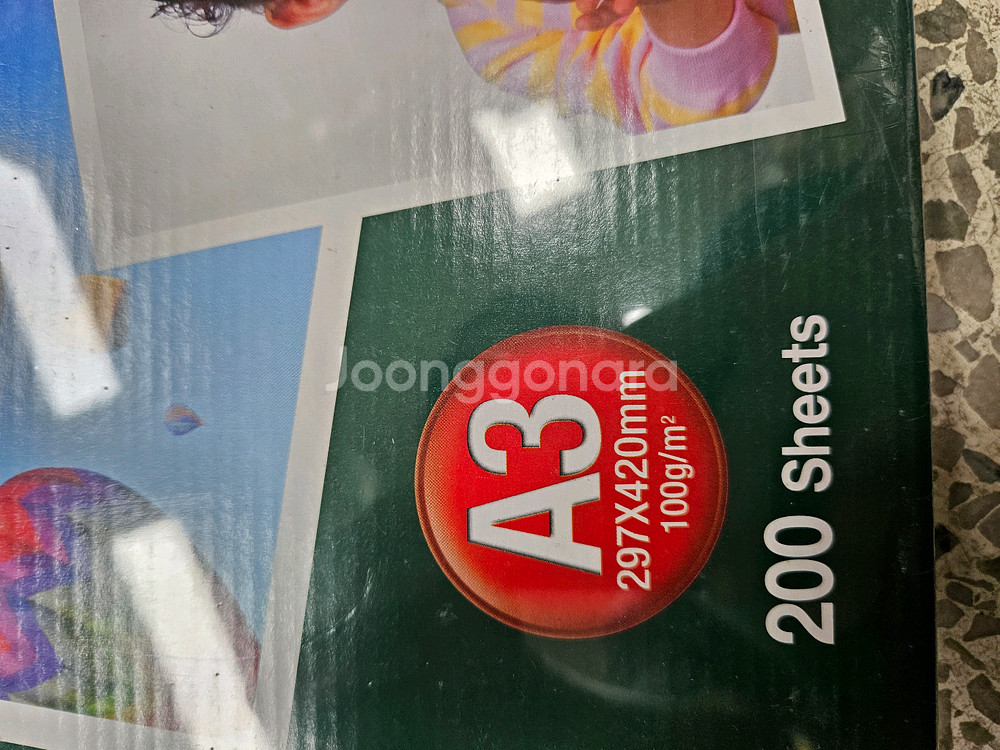 Joonggonara
A3
297X420mm
100g/m²
200 Sheets